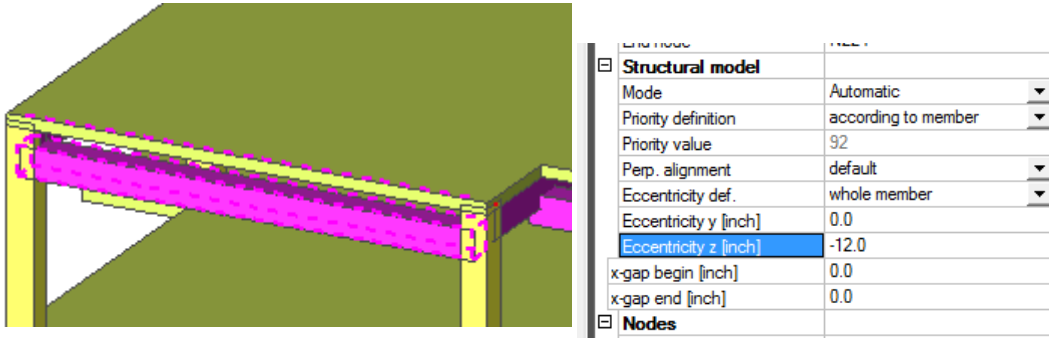 Structural model
Mode Automatic
Priority definition according to member
Priority value 92
Perp. alignment default
Eccentricity def. whole member
Eccentricity y [inch] 0.0
Eccentricity z [inch] -12.0
x-gap begin [inch] 0.0
x-gap end [inch] 0.0
Nodes